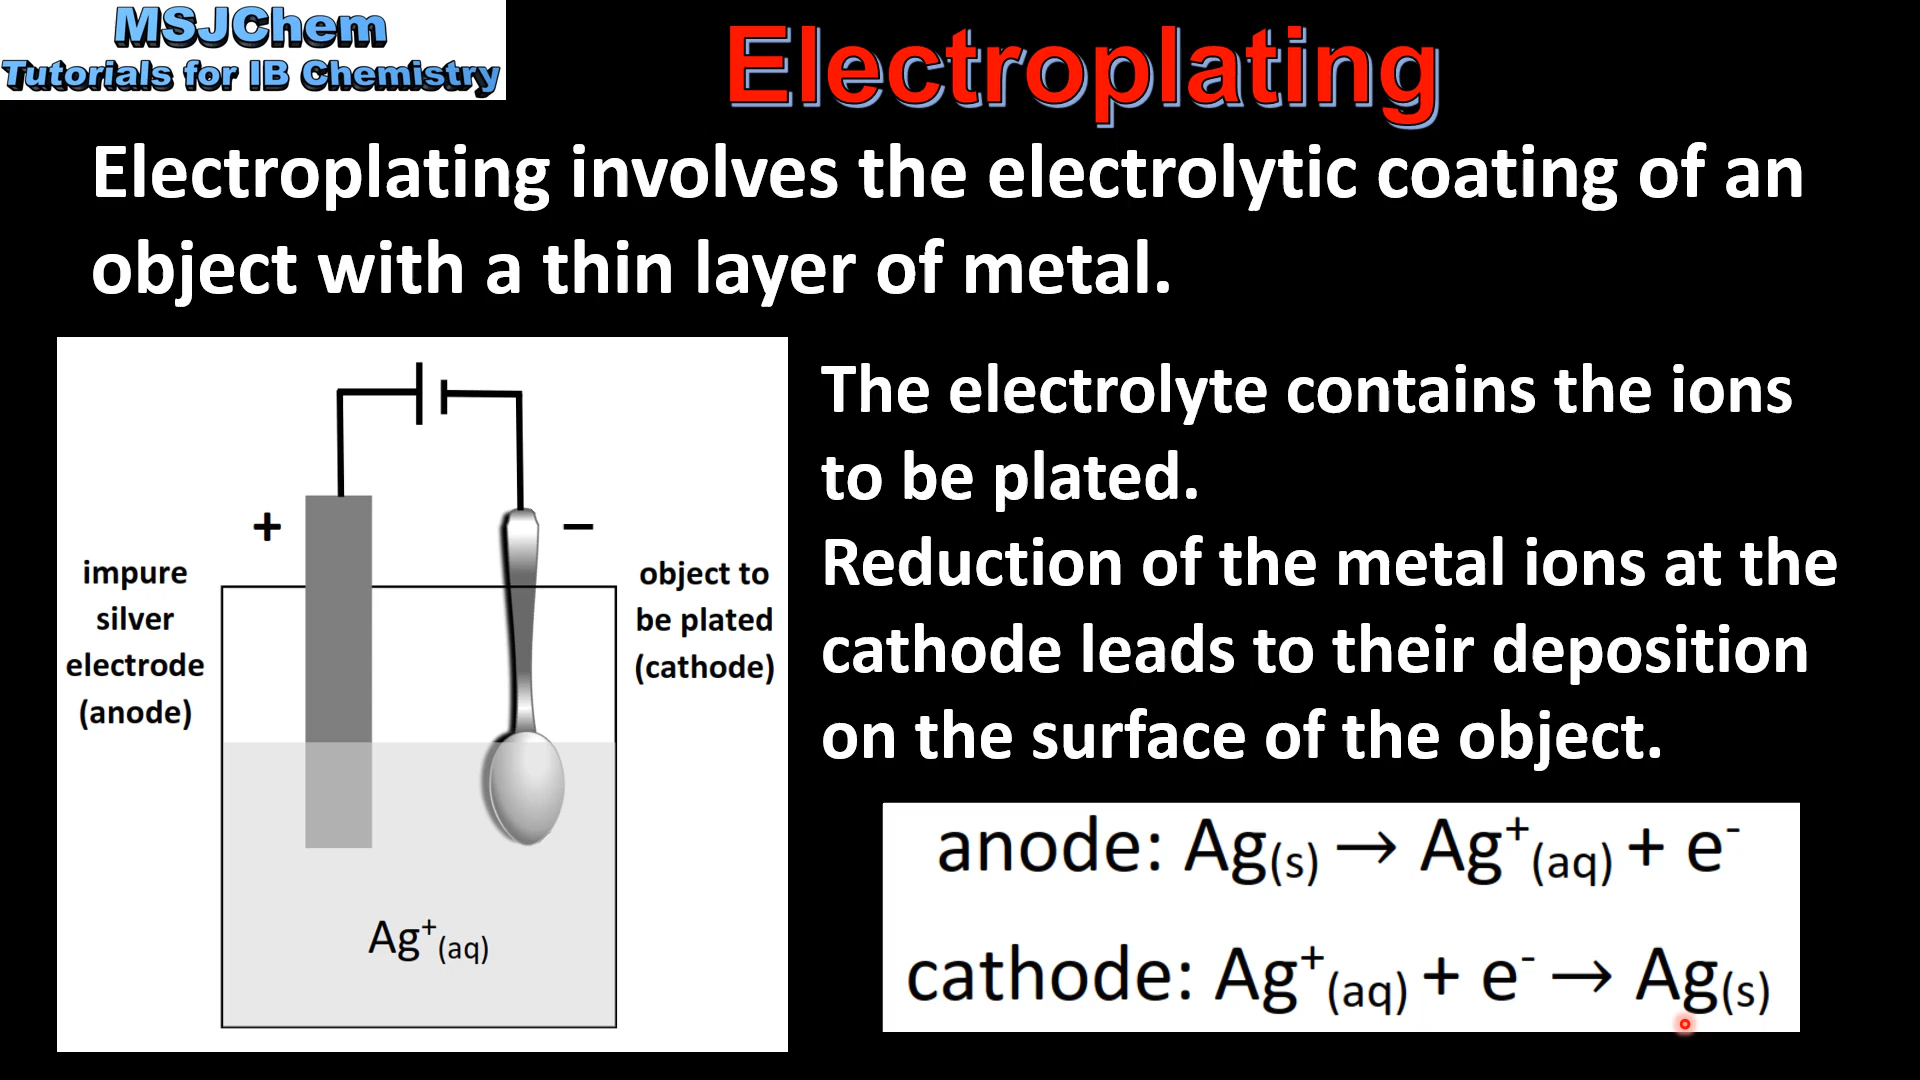 MSJChem
Tutorials for IB Chemistry
Electroplating
Electroplating involves the electrolytic coating of an
object with a thin layer of metal.
+
–
impure
silver
electrode
(anode)
object to
be plated
(cathode)
Ag⁺(aq)
The electrolyte contains the ions
to be plated.
Reduction of the metal ions at the
cathode leads to their deposition
on the surface of the object.
anode: Ag(s) → Ag⁺(aq) + e⁻
cathode: Ag⁺(aq) + e⁻ → Ag(s)